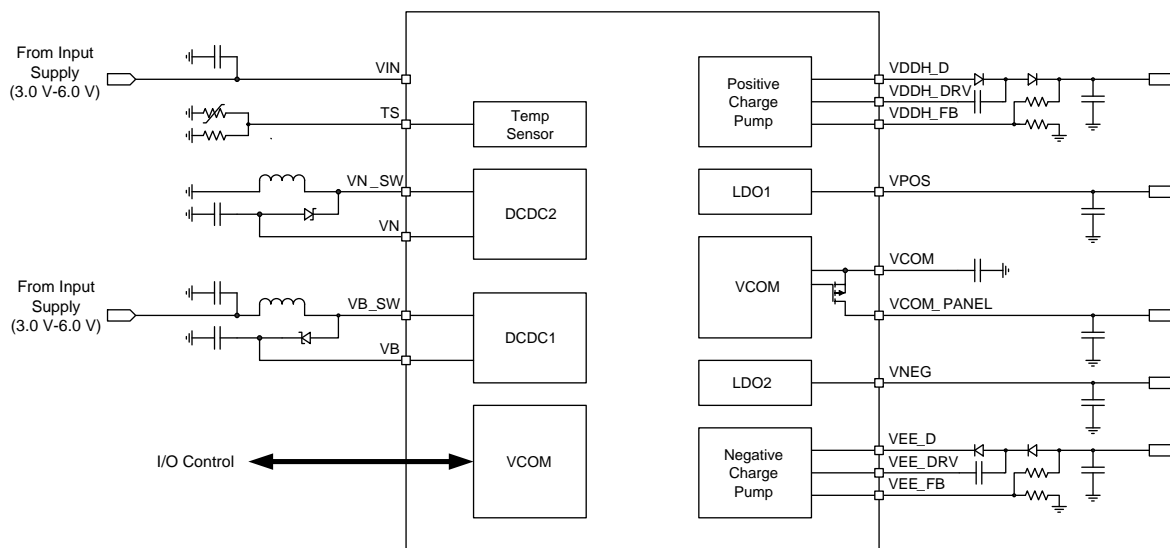 From Input
Supply
(3.0 V-6.0 V)
VIN
TS
Temp
Sensor
VN_SW
VN
DCDC2
From Input
Supply
(3.0 V-6.0 V)
VB_SW
VB
DCDC1
I/O Control
VCOM
Positive
Charge
Pump
VDDH_D
VDDH_DRV
VDDH_FB
LDO1
VPOS
VCOM
VCOM
VCOM_PANEL
LDO2
VNEG
Negative
Charge
Pump
VEE_D
VEE_DRV
VEE_FB